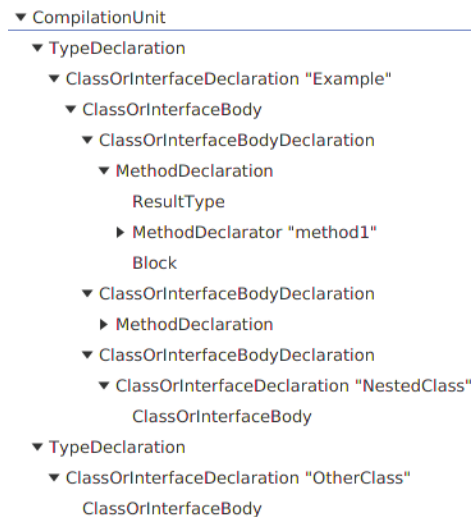 CompilationUnit
TypeDeclaration
ClassOrInterfaceDeclaration "Example"
ClassOrInterfaceBody
ClassOrInterfaceBodyDeclaration
MethodDeclaration
ResultType
MethodDeclarator "method1"
Block
ClassOrInterfaceBodyDeclaration
MethodDeclaration
ClassOrInterfaceBodyDeclaration
ClassOrInterfaceDeclaration "NestedClass"
ClassOrInterfaceBody
TypeDeclaration
ClassOrInterfaceDeclaration "OtherClass"
ClassOrInterfaceBody